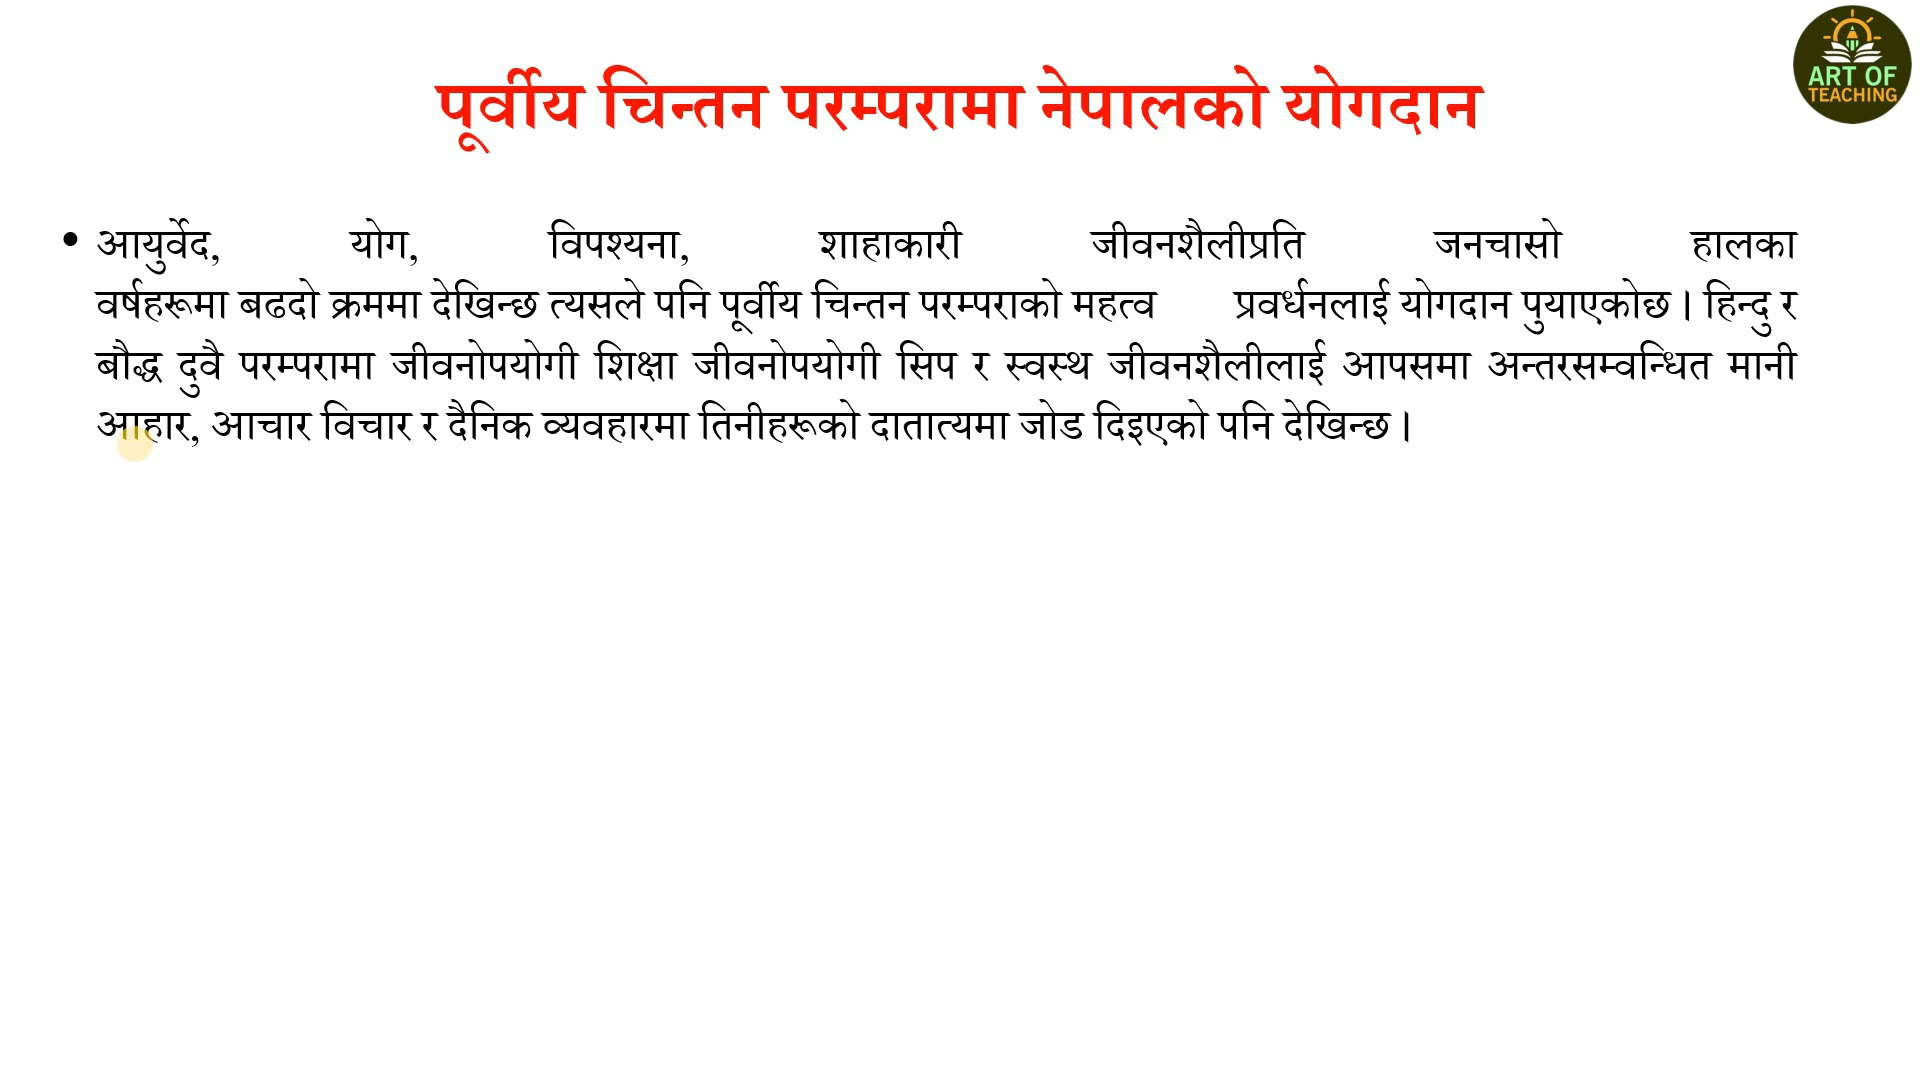 ART OF
TEACHING
पूर्वीय चिन्तन परम्परामा नेपालको योगदान
• आयुर्वेद, योग, विपश्यना, शाहाकारी जीवनशैलीप्रति जनचासो हालका
वर्षहरूमा बढदो क्रममा देखिन्छ त्यसले पनि पूर्वीय चिन्तन परम्पराको महत्व प्रवर्धनलाई योगदान पुयाएकोछ । हिन्दु र
बौद्ध दुवै परम्परामा जीवनोपयोगी शिक्षा जीवनोपयोगी सिप र स्वस्थ जीवनशैलीलाई आपसमा अन्तरसम्वन्धित मानी
आहार, आचार विचार र दैनिक व्यवहारमा तिनीहरूको दातात्यमा जोड दिइएको पनि देखिन्छ ।